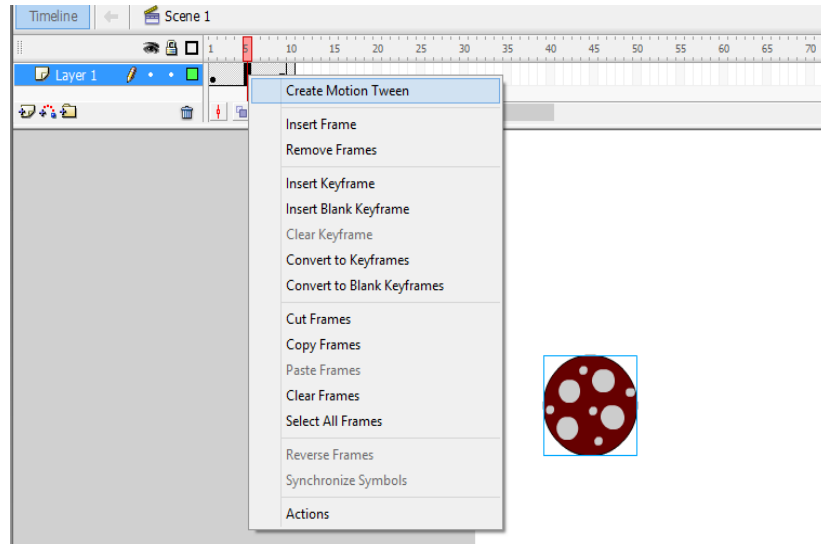 Timeline Scene 1
1 5 10 15 20 25 30 35 40 45 50 55 60 65 70
Layer 1
Create Motion Tween
Insert Frame
Remove Frames
Insert Keyframe
Insert Blank Keyframe
Clear Keyframe
Convert to Keyframes
Convert to Blank Keyframes
Cut Frames
Copy Frames
Paste Frames
Clear Frames
Select All Frames
Reverse Frames
Synchronize Symbols
Actions